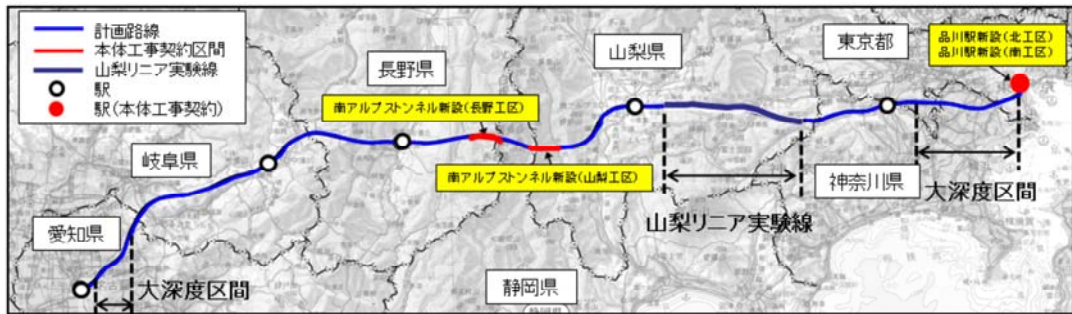 計画路線
本体工事契約区間
山梨リニア実験線
駅
駅(本体工事契約)
岐阜県
愛知県
長野県
南アルプストンネル新設(長野工区)
南アルプストンネル新設(山梨工区)
山梨県
東京都
品川駅新設(北工区)
品川駅新設(南工区)
神奈川県
山梨リニア実験線
大深度区間
大深度区間
静岡県